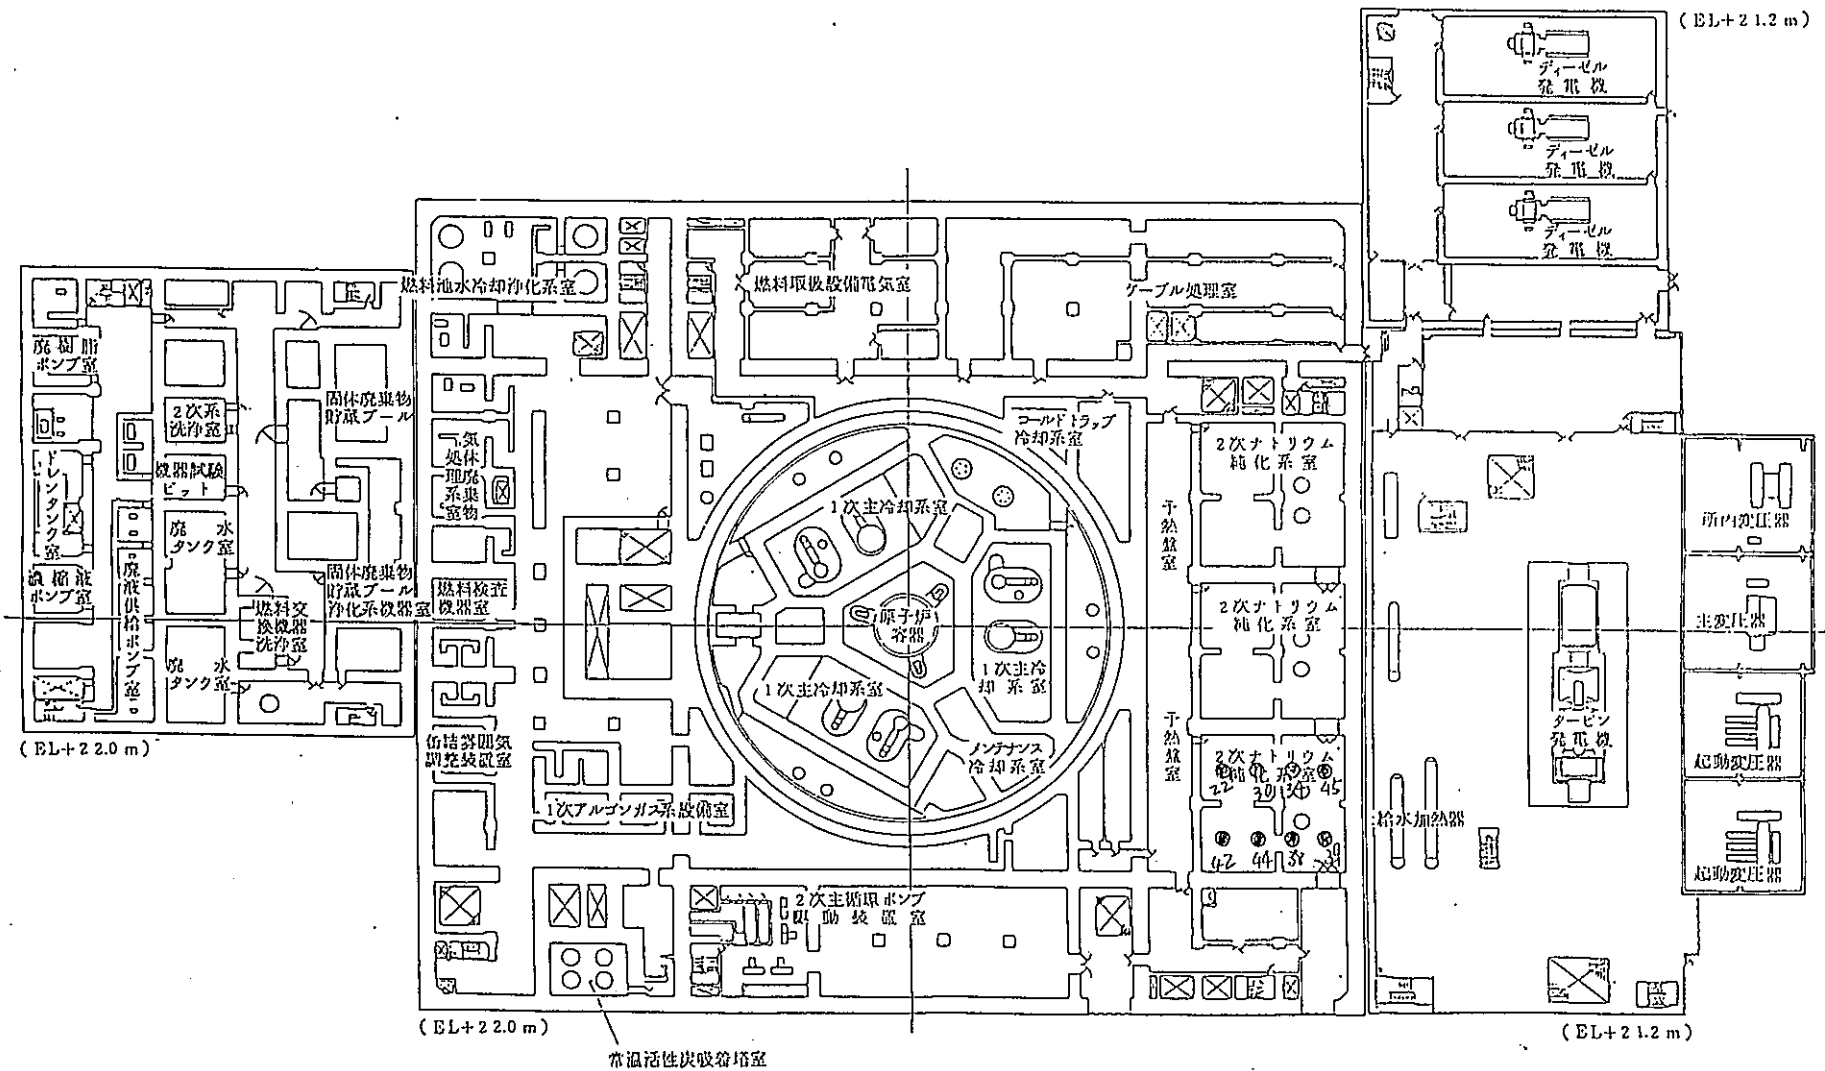 (EL+21.2m)
ディーゼル
発電機
ディーゼル
発電機
ディーゼル
発電機
燃料池水冷却浄化系室
燃料取扱設備電気室
ケーブル処理室
廃樹脂
ポンプ室
2次系
洗浄室
固体廃棄物
貯蔵プール
機器試験
ピット
ドレンタンク室
廃水
タンク室
濃縮液
ポンプ室
廃液供給ポンプ室
固体廃棄物
貯蔵プール
浄化系機器室
燃料交
換機器
洗浄室
廃水
タンク室
(EL+22.0m)
気体廃棄物
処理系室
燃料検査
機器室
缶詰雰囲気
調整装置室
1次アルゴンガス系設備室
コールドトラップ
冷却系室
1次主冷却系室
原子炉
容器
1次主冷
却系室
1次主冷却系室
メンテナンス
冷却系室
予熱盤室
予熱盤室
2次ナトリウム
純化系室
2次ナトリウム
純化系室
2次ナトリウム
純化系室
22
30
34
45
42
44
38
39
2次主循環ポンプ
駆動装置室
所内変圧器
主変圧器
タービン
発電機
起動変圧器
給水加熱器
起動変圧器
(EL+22.0m)
(EL+21.2m)
常温活性炭吸着塔室